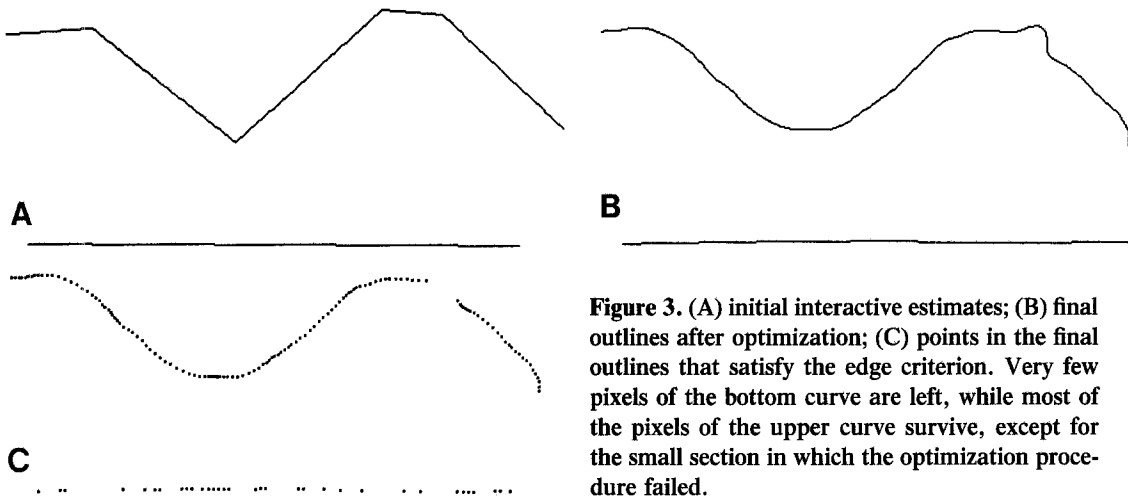 A
B
C
Figure 3. (A) initial interactive estimates; (B) final
outlines after optimization; (C) points in the final
outlines that satisfy the edge criterion. Very few
pixels of the bottom curve are left, while most of
the pixels of the upper curve survive, except for
the small section in which the optimization proce-
dure failed.